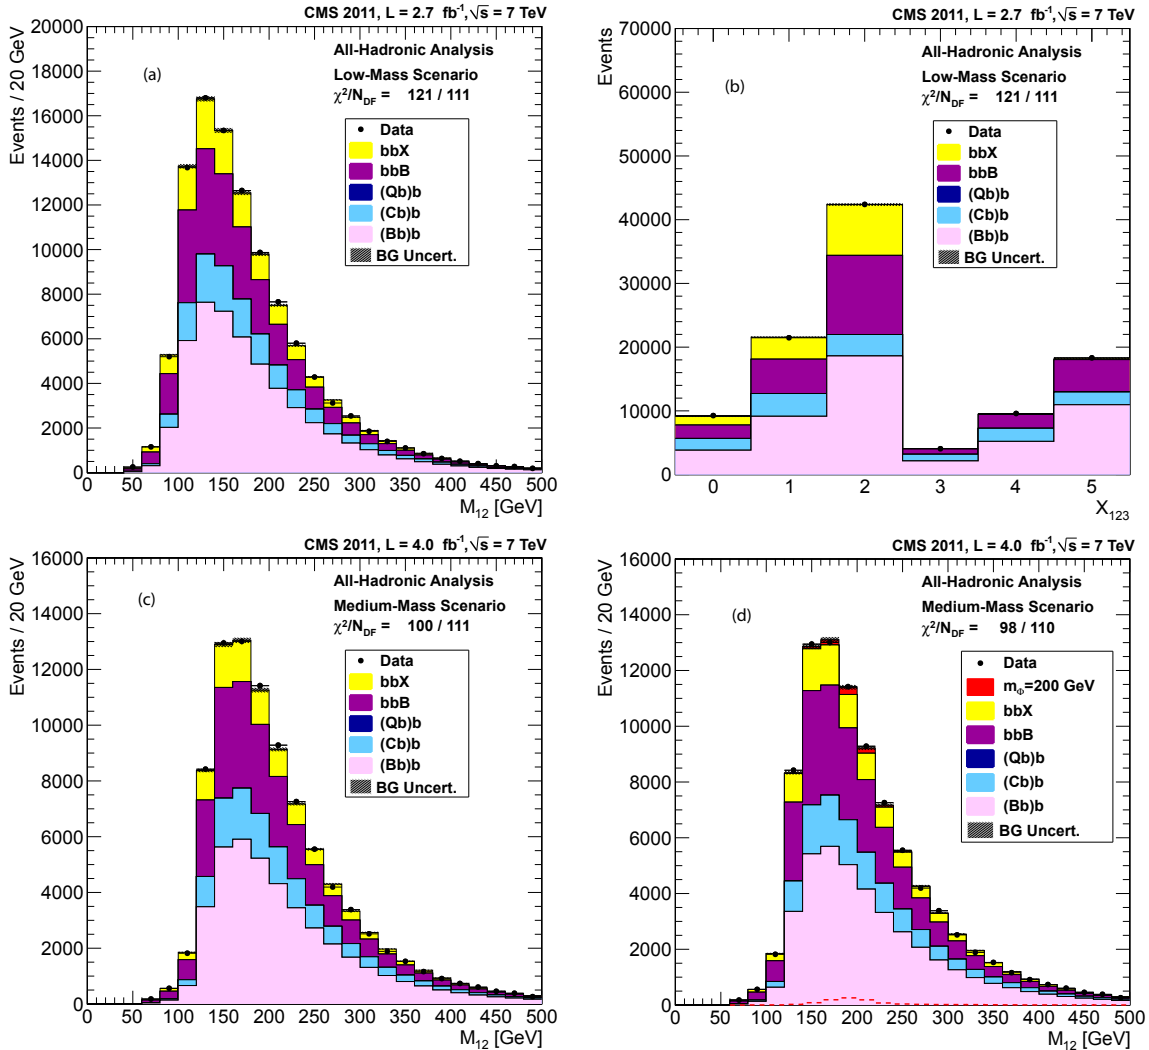 CMS 2011, L = 2.7 fb⁻¹, √s = 7 TeV
Events / 20 GeV
(a)
All-Hadronic Analysis
Low-Mass Scenario
χ²/N_DF = 121 / 111
Data
bbX
bbB
(Qb)b
(Cb)b
(Bb)b
BG Uncert.
20000
18000
16000
14000
12000
10000
8000
6000
4000
2000
0
0 50 100 150 200 250 300 350 400 450 500
M₁₂ [GeV]
CMS 2011, L = 2.7 fb⁻¹, √s = 7 TeV
Events
(b)
All-Hadronic Analysis
Low-Mass Scenario
χ²/N_DF = 121 / 111
Data
bbX
bbB
(Qb)b
(Cb)b
(Bb)b
BG Uncert.
70000
60000
50000
40000
30000
20000
10000
0
0 1 2 3 4 5
X₁₂₃
CMS 2011, L = 4.0 fb⁻¹, √s = 7 TeV
Events / 20 GeV
(c)
All-Hadronic Analysis
Medium-Mass Scenario
χ²/N_DF = 100 / 111
Data
bbX
bbB
(Qb)b
(Cb)b
(Bb)b
BG Uncert.
16000
14000
12000
10000
8000
6000
4000
2000
0
0 50 100 150 200 250 300 350 400 450 500
M₁₂ [GeV]
CMS 2011, L = 4.0 fb⁻¹, √s = 7 TeV
Events / 20 GeV
(d)
All-Hadronic Analysis
Medium-Mass Scenario
χ²/N_DF = 98 / 110
Data
m_Φ=200 GeV
bbX
bbB
(Qb)b
(Cb)b
(Bb)b
BG Uncert.
16000
14000
12000
10000
8000
6000
4000
2000
0
0 50 100 150 200 250 300 350 400 450 500
M₁₂ [GeV]